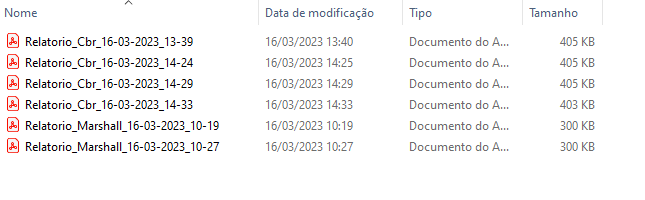 Nome Data de modificação Tipo Tamanho
Relatorio_Cbr_16-03-2023_13-39 16/03/2023 13:40 Documento do A... 405 KB
Relatorio_Cbr_16-03-2023_14-24 16/03/2023 14:25 Documento do A... 405 KB
Relatorio_Cbr_16-03-2023_14-29 16/03/2023 14:29 Documento do A... 405 KB
Relatorio_Cbr_16-03-2023_14-33 16/03/2023 14:33 Documento do A... 403 KB
Relatorio_Marshall_16-03-2023_10-19 16/03/2023 10:19 Documento do A... 300 KB
Relatorio_Marshall_16-03-2023_10-27 16/03/2023 10:27 Documento do A... 300 KB